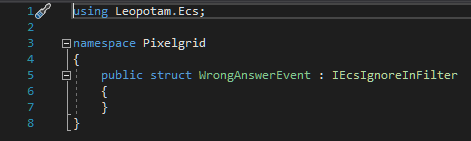 1 using Leopotam.Ecs;
2
3 namespace Pixelgrid
4 {
5 public struct WrongAnswerEvent : IEcsIgnoreInFilter
6 {
7 }
8 }